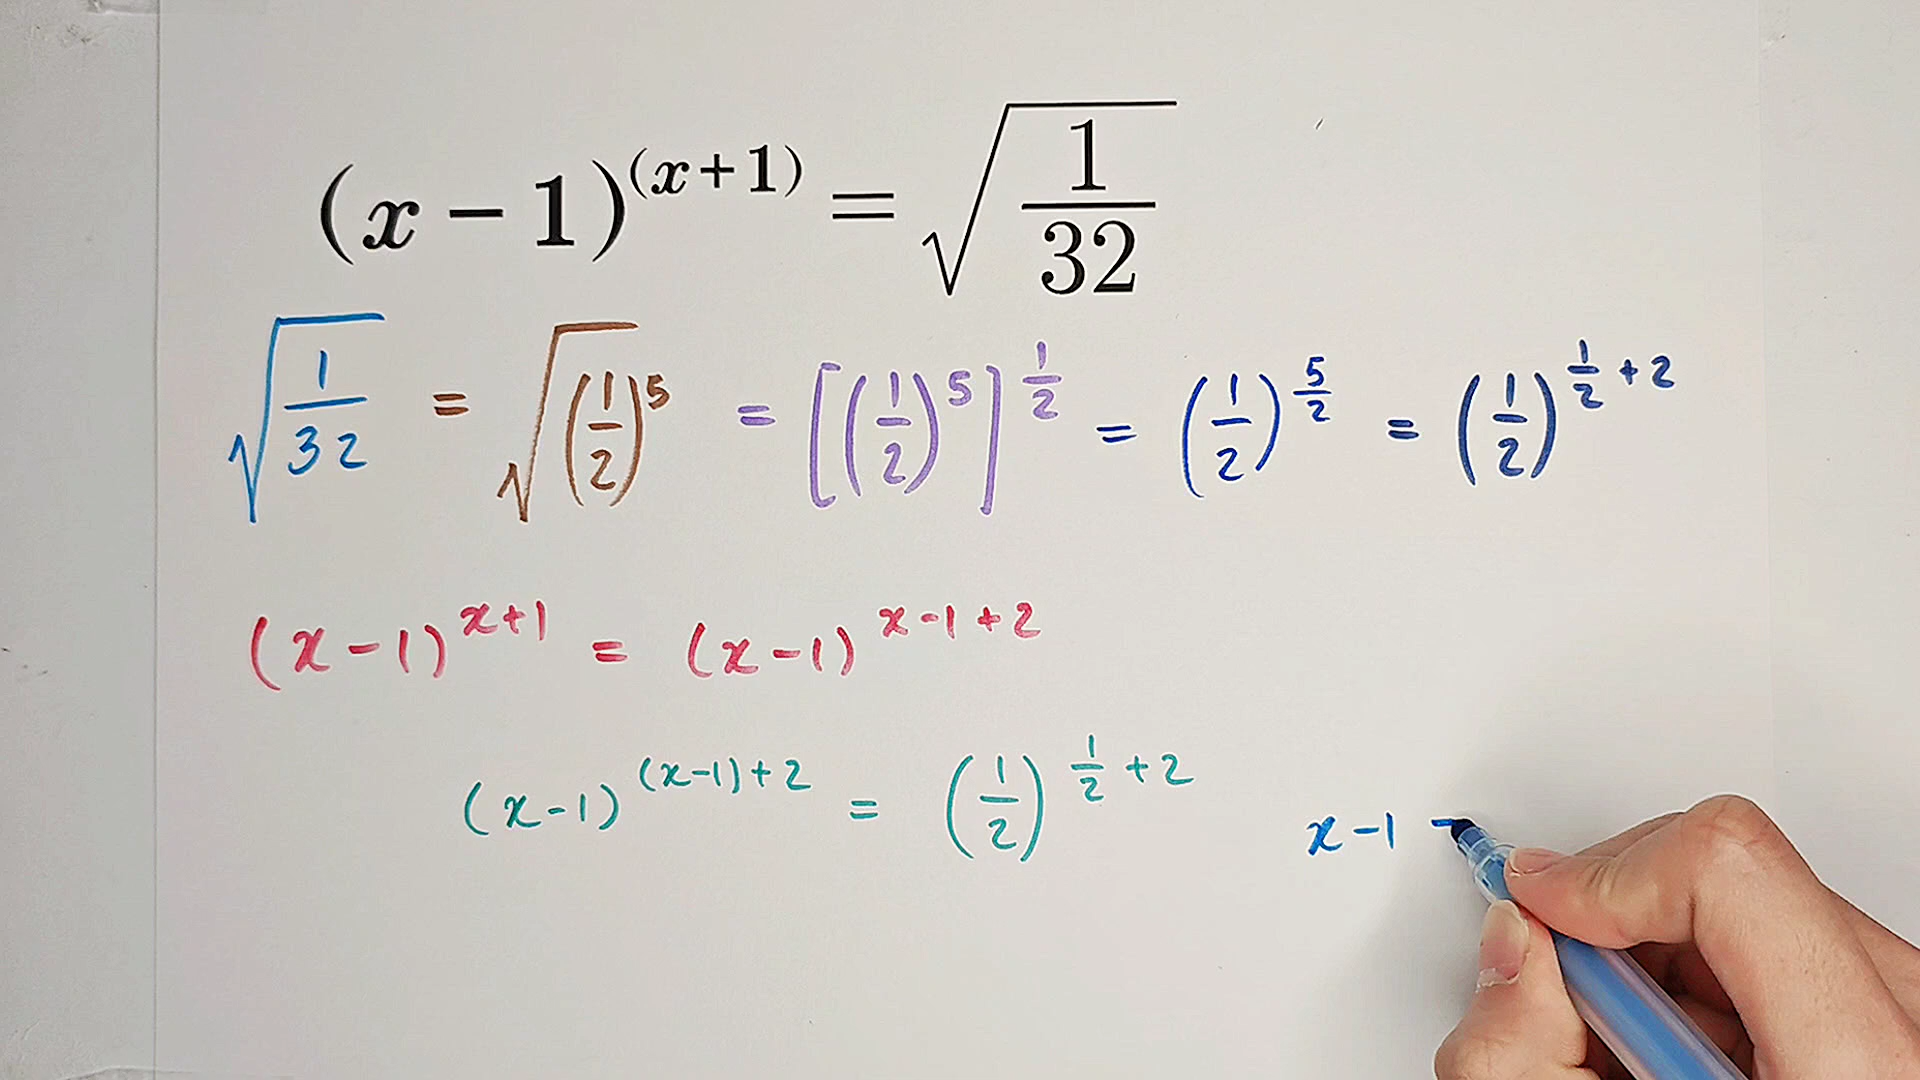 (x − 1)^(x+1) = √(1/32)
√(1/32) = √(1/2)^5 = [(1/2)^5]^(1/2) = (1/2)^(5/2) = (1/2)^(1/2 + 2)
(x − 1)^(x+1) = (x − 1)^(x−1+2)
(x − 1)^((x−1)+2) = (1/2)^(1/2 + 2) x − 1 −